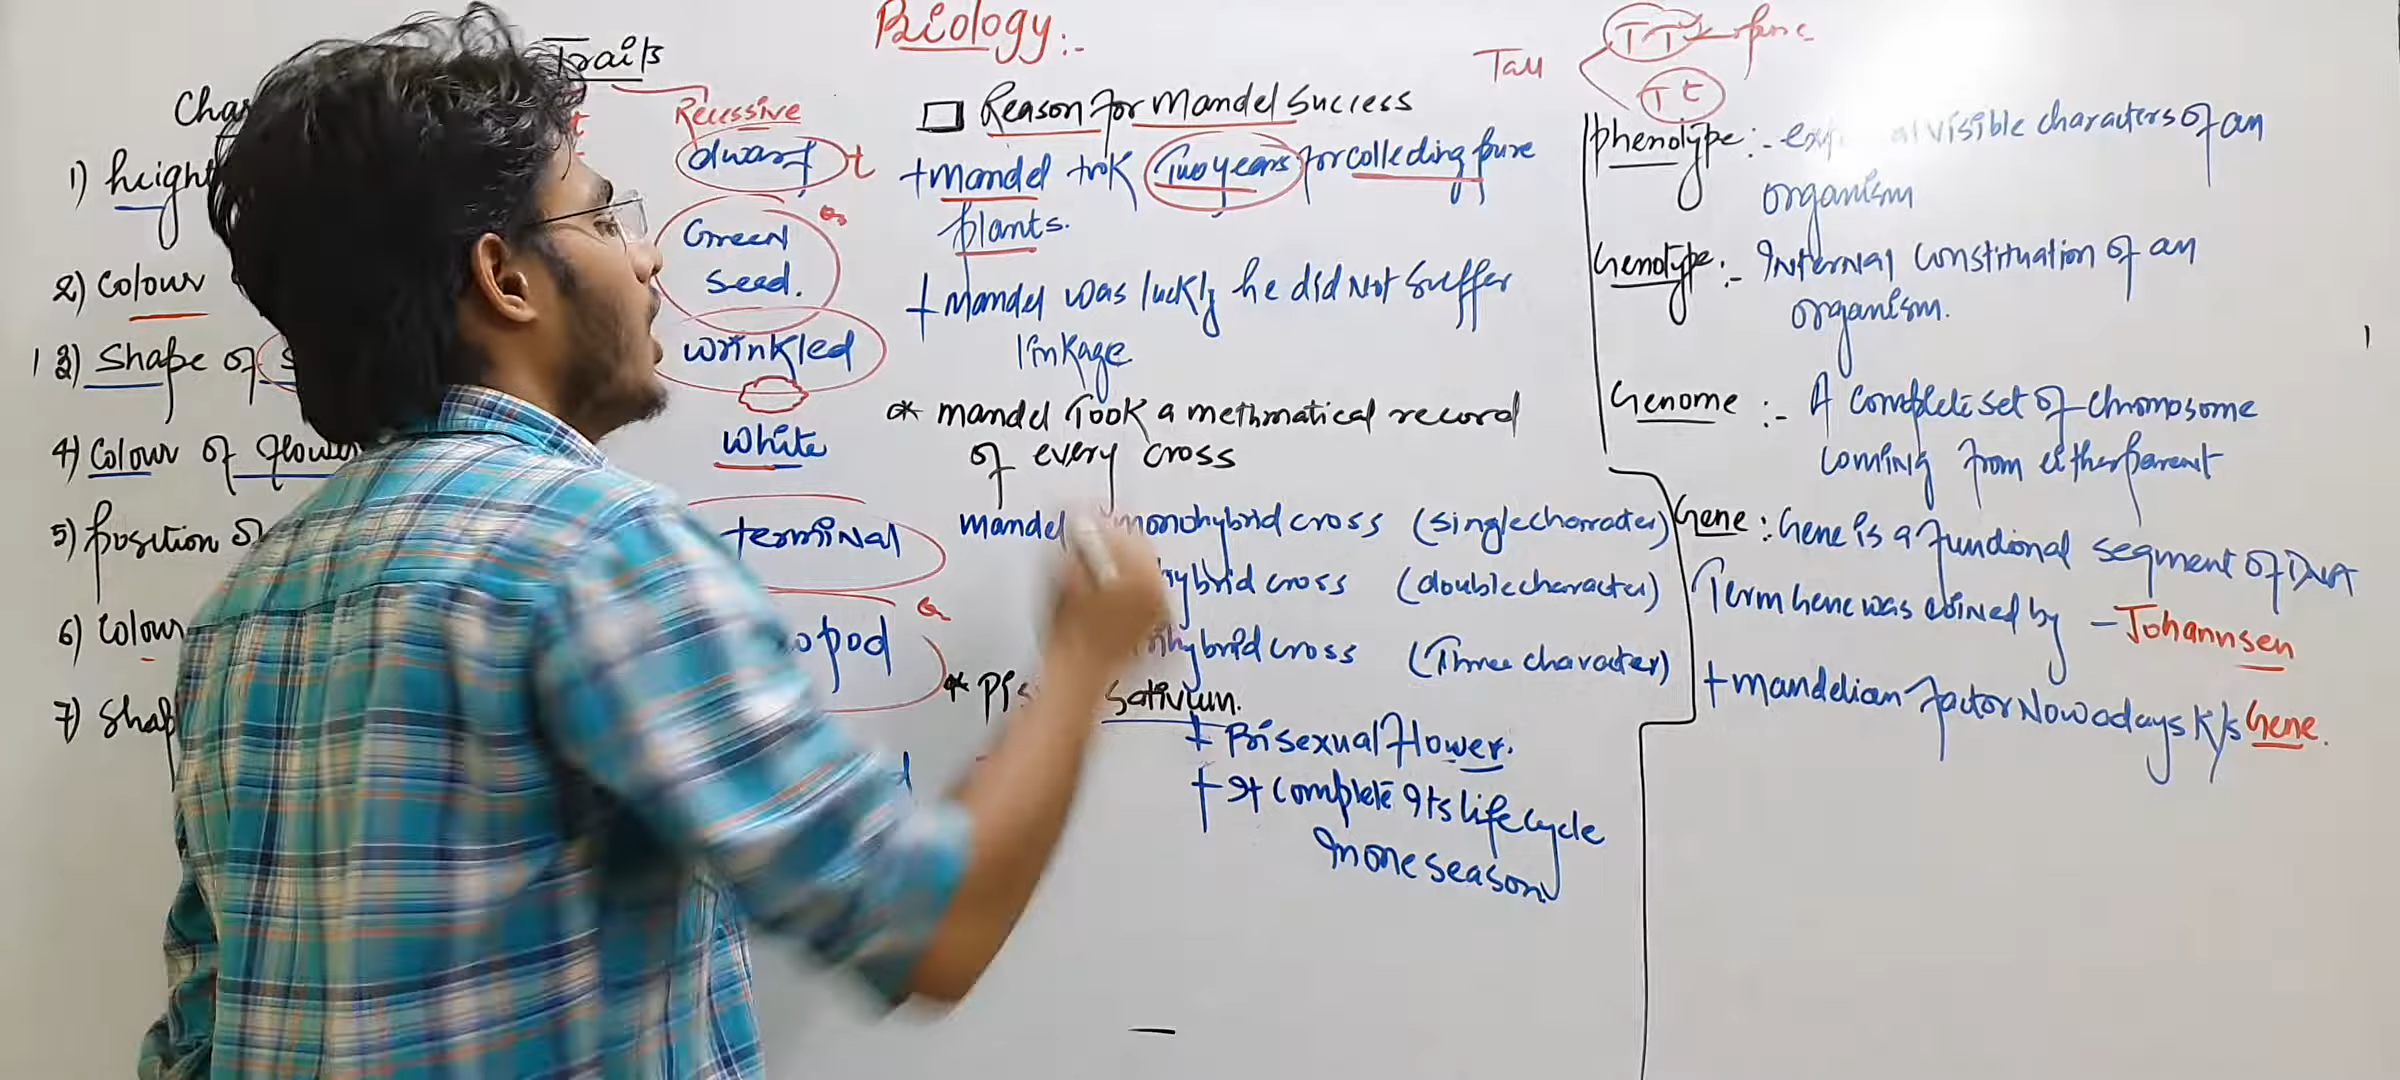 Biology:-
Traits
Recessive
1) height
dwarf t
2) Colour
Green
Seed.
3) Shape of
wrinkled
4) Colour of flower
white
5) position of
terminal
6) Colour
pod
7) Shap
□ Reason for Mandel Success
+ Mandel took Two years for collecting pure
plants.
+ Mandel was luckly he did not suffer
linkage
* mandel Took a methmatical record
of every cross
mandel monohybrid cross (single charracter)
hybrid cross (double character)
hybrid cross (Three character)
* Pis Sativum.
+ Bisexual flower.
+ It complete Its life cycle
In one season
Tall
TT pure
Tt
phenotype:- visible characters of an
organism
Genotype:- Internal Constituation of an
organism.
Genome:- A complete set of chromosome
coming from either parent
Gene: Gene is a functional segment of DNA
Term Gene was coined by - Johannsen
+ mandelian factor Now adays K/s Gene.